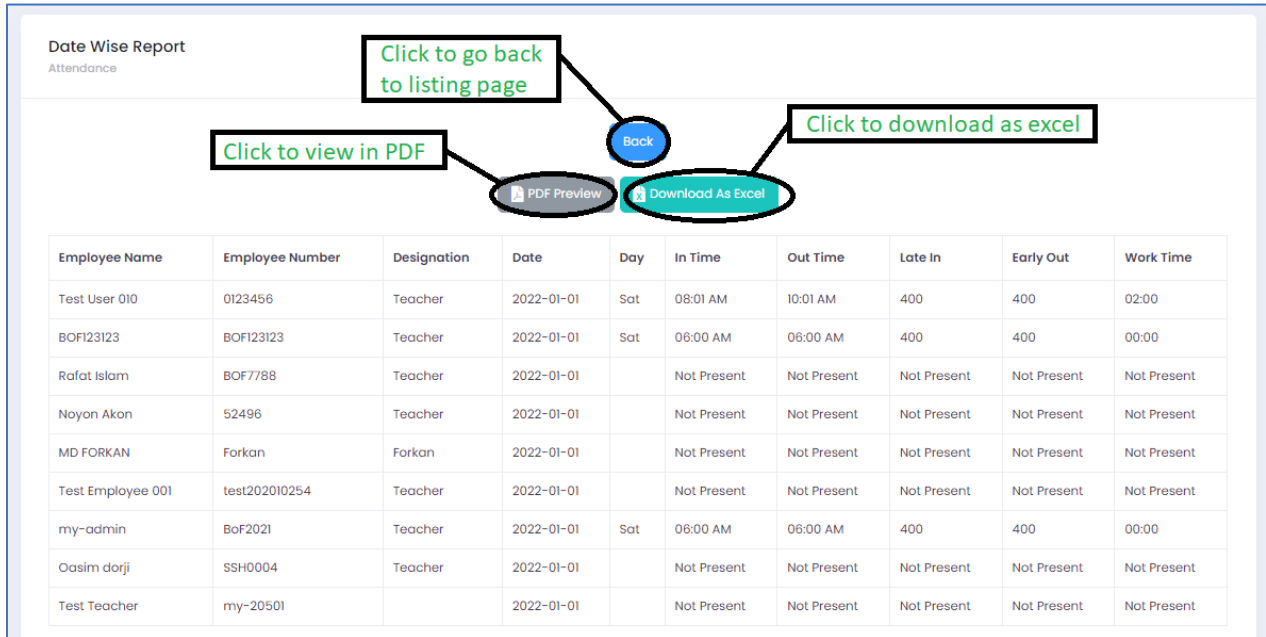 Date Wise Report
Attendance
Click to go back
to listing page
Click to download as excel
Back
Click to view in PDF
PDF Preview
Download As Excel
Employee Name Employee Number Designation Date Day In Time Out Time Late In Early Out Work Time
Test User 010 0123456 Teacher 2022-01-01 Sat 08:01 AM 10:01 AM 400 400 02:00
BOF123123 BOF123123 Teacher 2022-01-01 Sat 06:00 AM 06:00 AM 400 400 00:00
Rafat Islam BOF7788 Teacher 2022-01-01 Not Present Not Present Not Present Not Present Not Present
Noyon Akon 52496 Teacher 2022-01-01 Not Present Not Present Not Present Not Present Not Present
MD FORKAN Forkan Forkan 2022-01-01 Not Present Not Present Not Present Not Present Not Present
Test Employee 001 test202010254 Teacher 2022-01-01 Not Present Not Present Not Present Not Present Not Present
my-admin BoF2021 Teacher 2022-01-01 Sat 06:00 AM 06:00 AM 400 400 00:00
Oasim dorji SSH0004 Teacher 2022-01-01 Not Present Not Present Not Present Not Present Not Present
Test Teacher my-20501 2022-01-01 Not Present Not Present Not Present Not Present Not Present